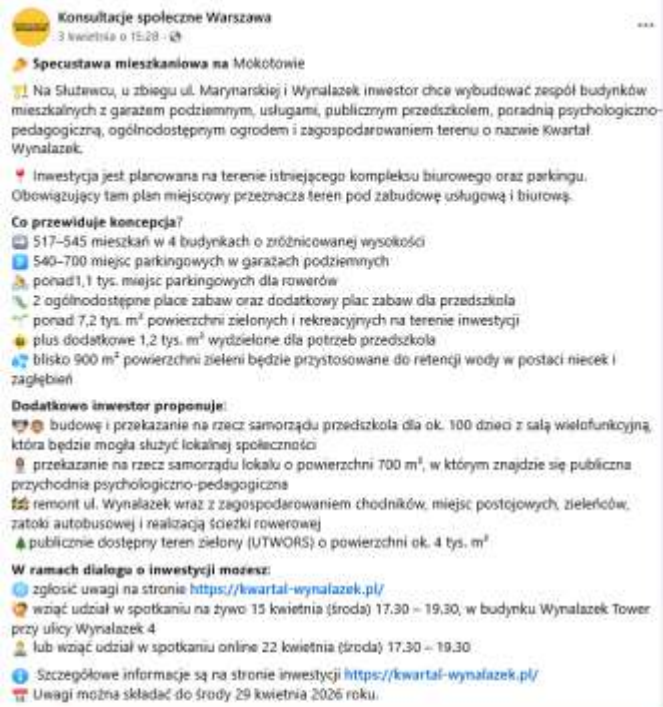 Konsultacje społeczne Warszawa
3 kwietnia o 15:28 ·
Specustawa mieszkaniowa na Mokotowie
Na Służewcu, u zbiegu ul. Marynarskiej i Wynalazek inwestor chce wybudować zespół budynków
mieszkalnych z garażem podziemnym, usługami, publicznym przedszkolem, poradnią psychologiczno-
pedagogiczną, ogólnodostępnym ogrodem i zagospodarowaniem terenu o nazwie Kwartał
Wynalazek.
Inwestycja jest planowana na terenie istniejącego kompleksu biurowego oraz parkingu.
Obowiązujący tam plan miejscowy przeznacza teren pod zabudowę usługową i biurową.
Co przewiduje koncepcja?
517–545 mieszkań w 4 budynkach o zróżnicowanej wysokości
540–700 miejsc parkingowych w garażach podziemnych
ponad1,1 tys. miejsc parkingowych dla rowerów
2 ogólnodostępne place zabaw oraz dodatkowy plac zabaw dla przedszkola
ponad 7,2 tys. m² powierzchni zielonych i rekreacyjnych na terenie inwestycji
plus dodatkowe 1,2 tys. m² wydzielone dla potrzeb przedszkola
blisko 900 m² powierzchni zieleni będzie przystosowane do retencji wody w postaci niecek i
zagłębień
Dodatkowo inwestor proponuje:
budowę i przekazanie na rzecz samorządu przedszkola dla ok. 100 dzieci z salą wielofunkcyjną,
która będzie mogła służyć lokalnej społeczności
przekazanie na rzecz samorządu lokalu o powierzchni 700 m², w którym znajdzie się publiczna
przychodnia psychologiczno-pedagogiczna
remont ul. Wynalazek wraz z zagospodarowaniem chodników, miejsc postojowych, zieleńców,
zatoki autobusowej i realizacją ścieżki rowerowej
publicznie dostępny teren zielony (UTWORS) o powierzchni ok. 4 tys. m²
W ramach dialogu o inwestycji możesz:
zgłosić uwagi na stronie https://kwartal-wynalazek.pl/
wziąć udział w spotkaniu na żywo 15 kwietnia (środa) 17.30 – 19.30, w budynku Wynalazek Tower
przy ulicy Wynalazek 4
lub wziąć udział w spotkaniu online 22 kwietnia (środa) 17.30 – 19.30
Szczegółowe informacje są na stronie inwestycji https://kwartal-wynalazek.pl/
Uwagi można składać do środy 29 kwietnia 2026 roku.